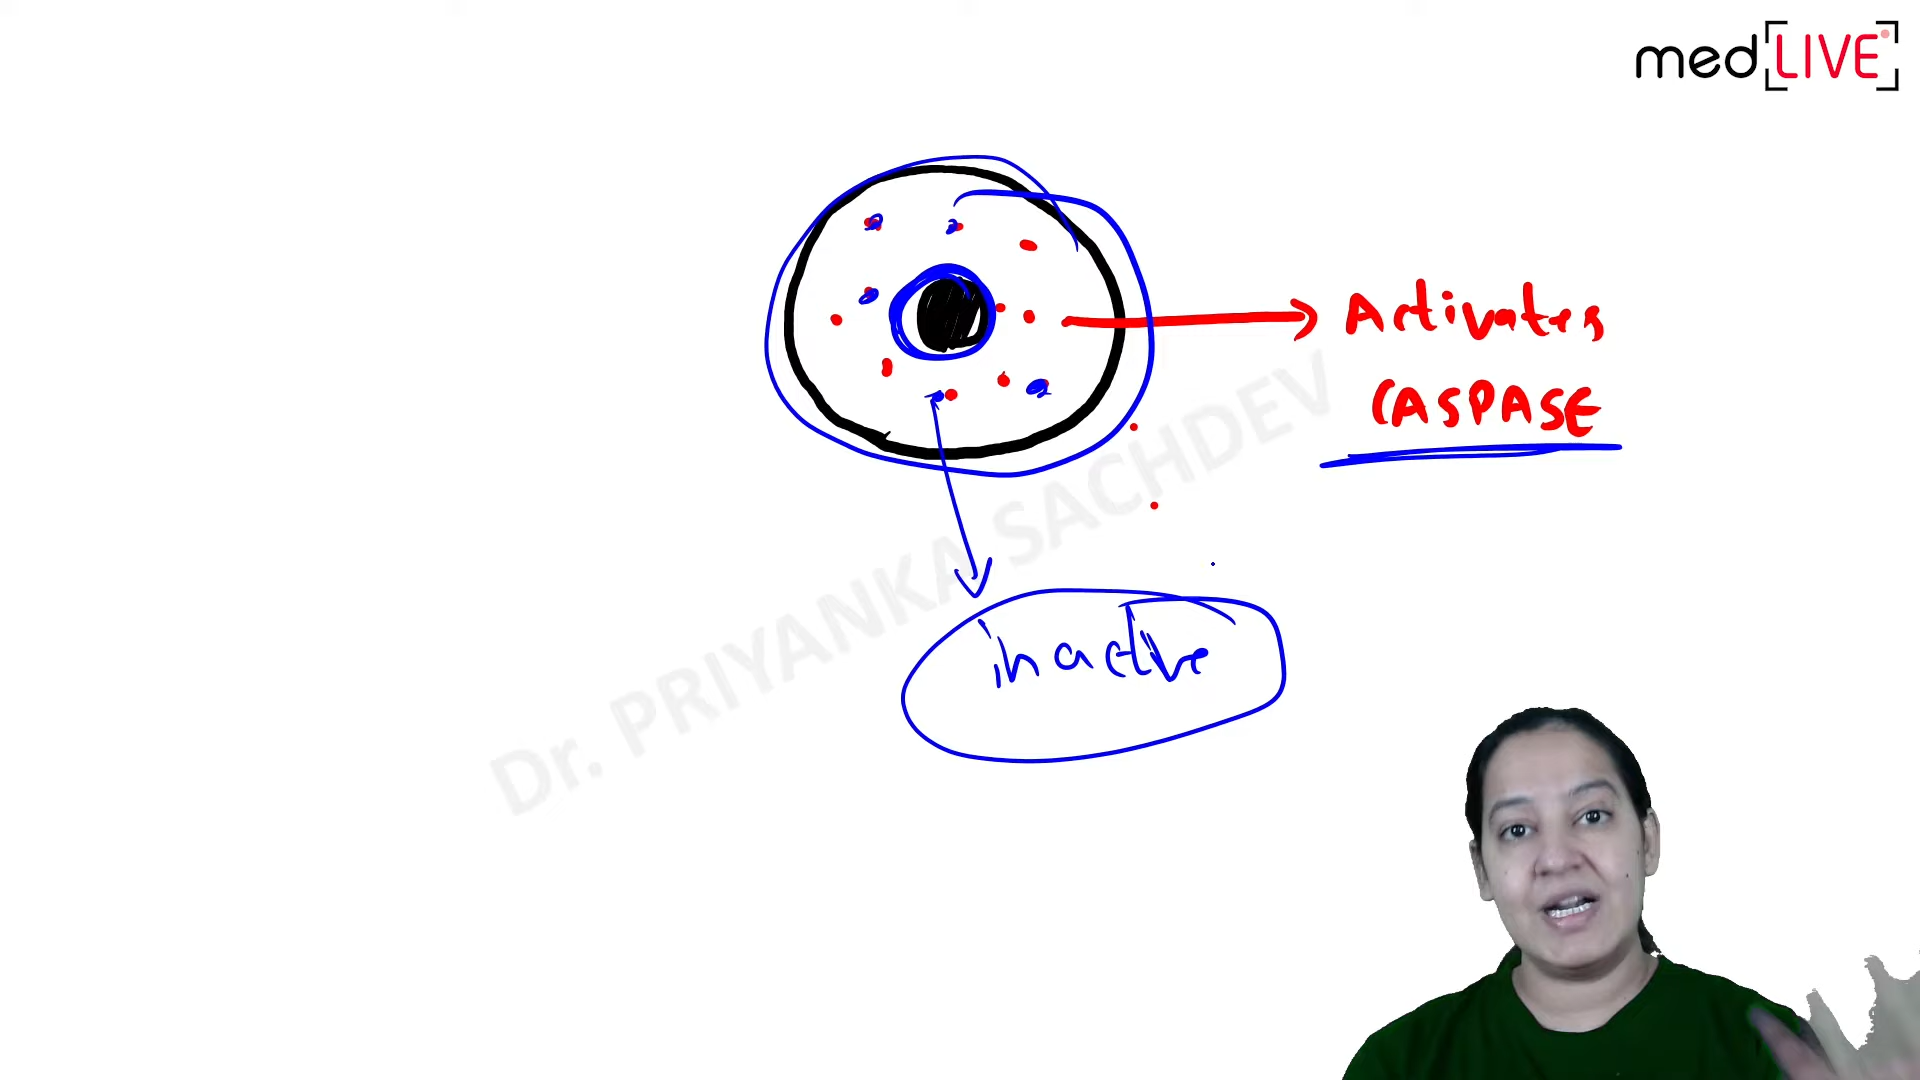 med[LIVE]
Activates
CASPASE
Dr. PRIYANKA SACHDEV
inactive